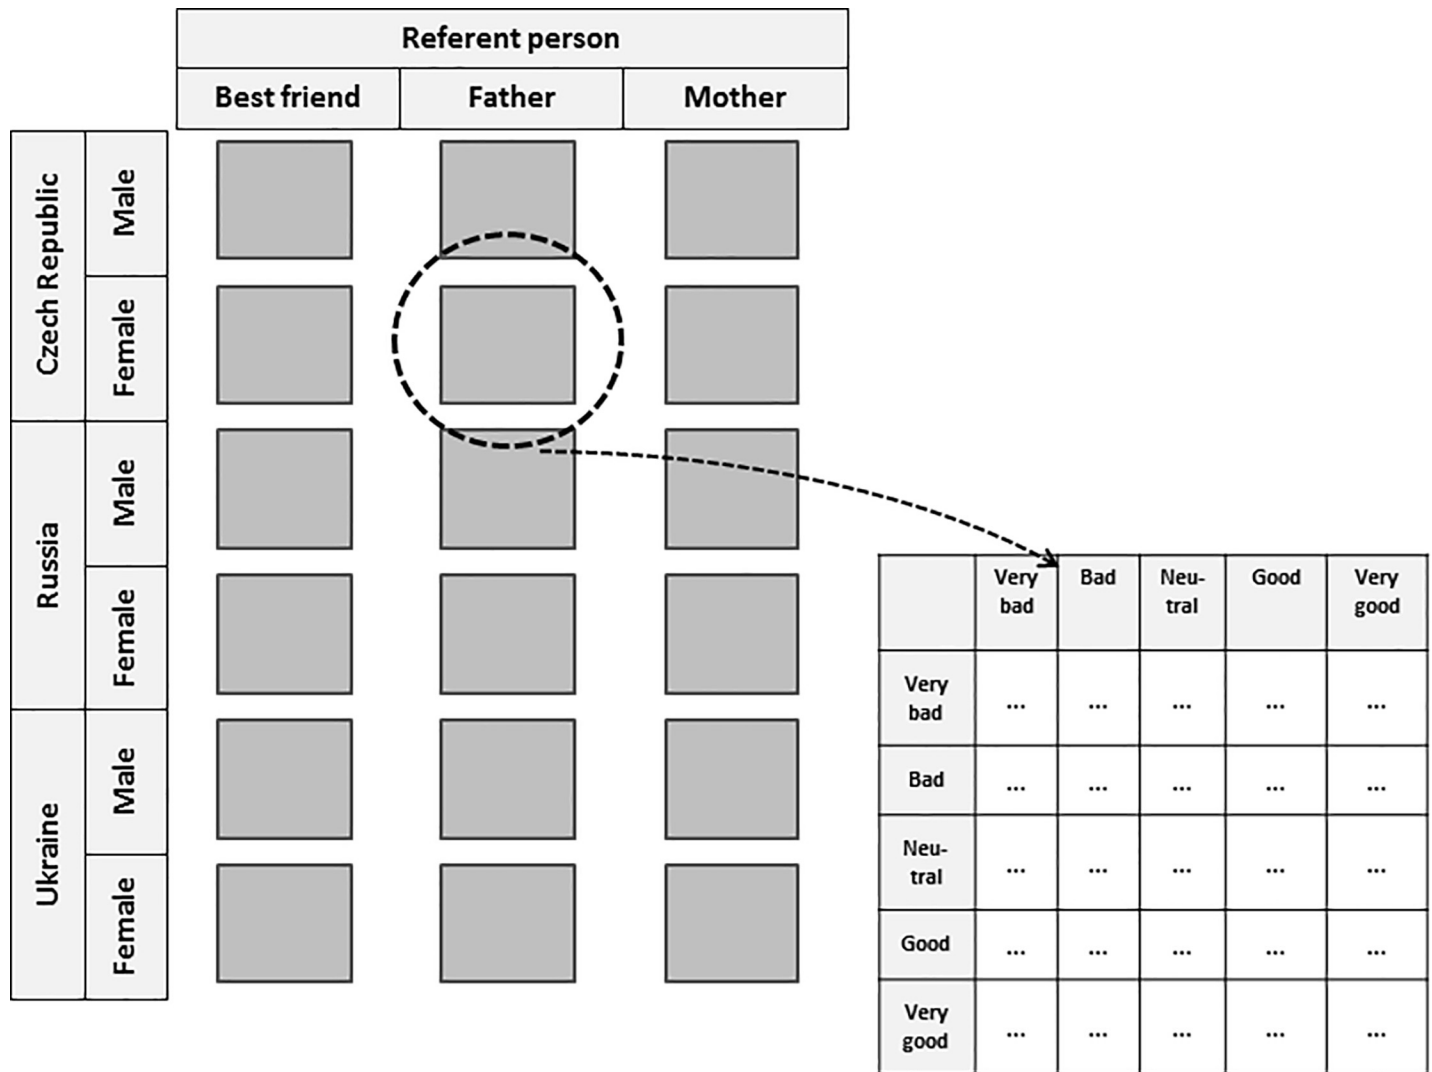 Referent person
Best friend Father Mother
Czech Republic
Male
Female
Russia
Male
Female
Ukraine
Male
Female
Very
bad
Bad
Neu-
tral
Good
Very
good
Very
bad
... ... ... ... ...
Bad
... ... ... ... ...
Neu-
tral
... ... ... ... ...
Good
... ... ... ... ...
Very
good
... ... ... ... ...